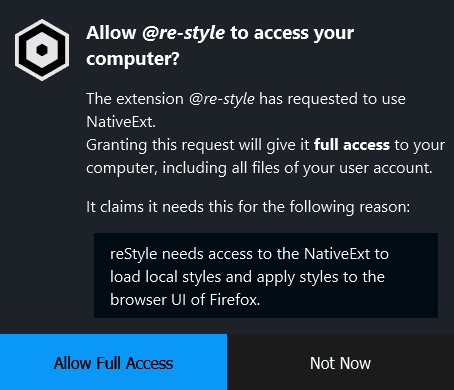 Allow @re-style to access your
computer?
The extension @re-style has requested to use
NativeExt.
Granting this request will give it full access to your
computer, including all files of your user account.
It claims it needs this for the following reason:
reStyle needs access to the NativeExt to
load local styles and apply styles to the
browser UI of Firefox.
Allow Full Access
Not Now